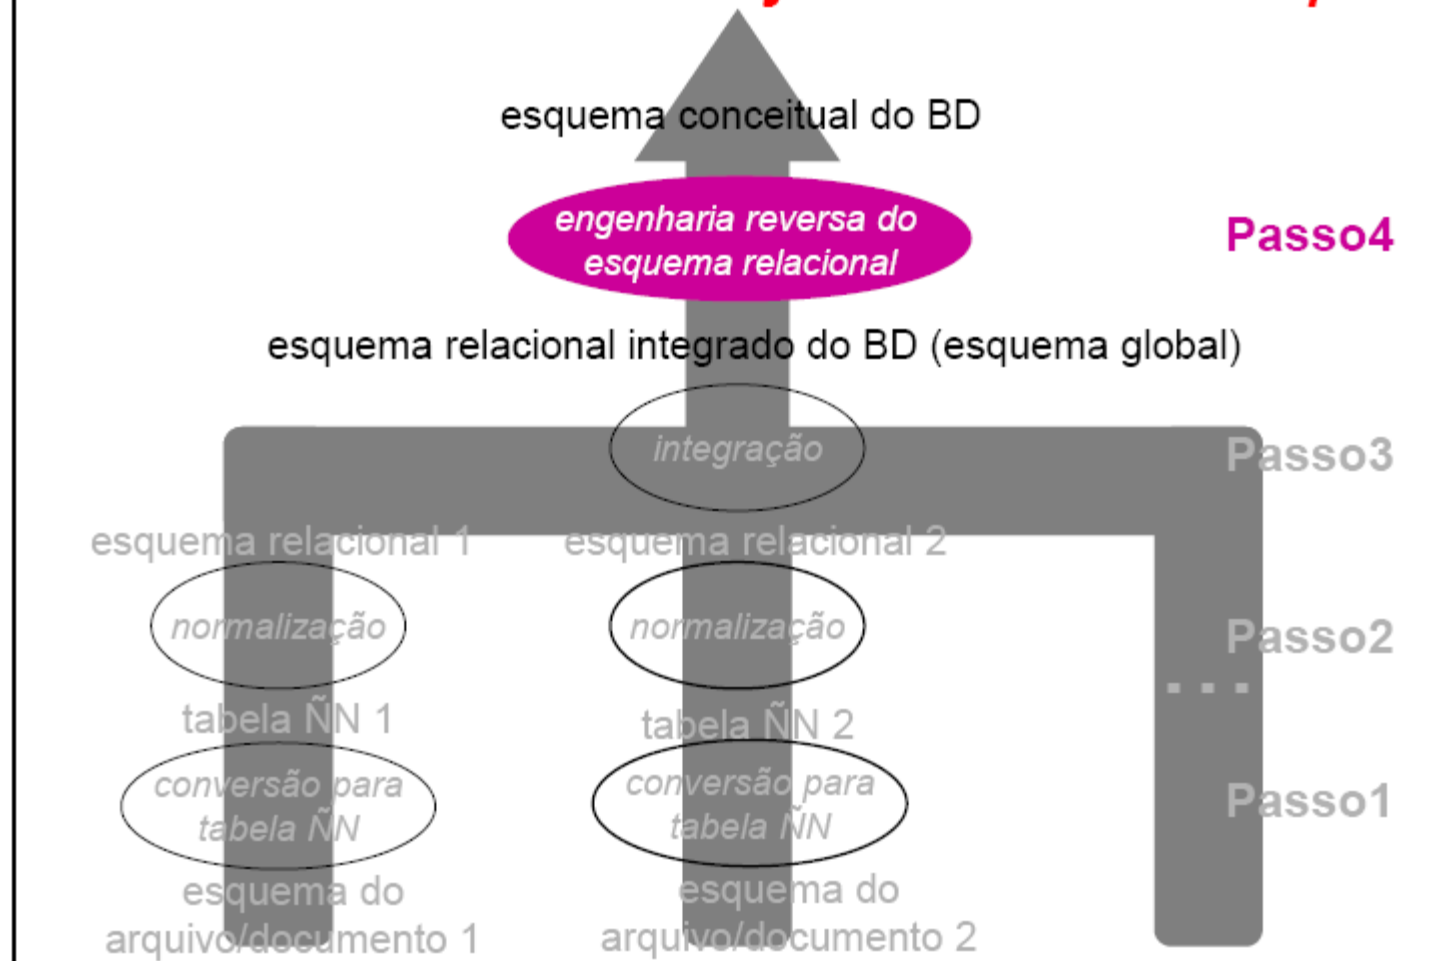 esquema conceitual do BD
engenharia reversa do
esquema relacional
Passo4
esquema relacional integrado do BD (esquema global)
integração
Passo3
esquema relacional 1
esquema relacional 2
normalização
normalização
Passo2
...
tabela ÑN 1
tabela ÑN 2
conversão para
tabela ÑN
conversão para
tabela ÑN
Passo1
esquema do
arquivo/documento 1
esquema do
arquivo/documento 2